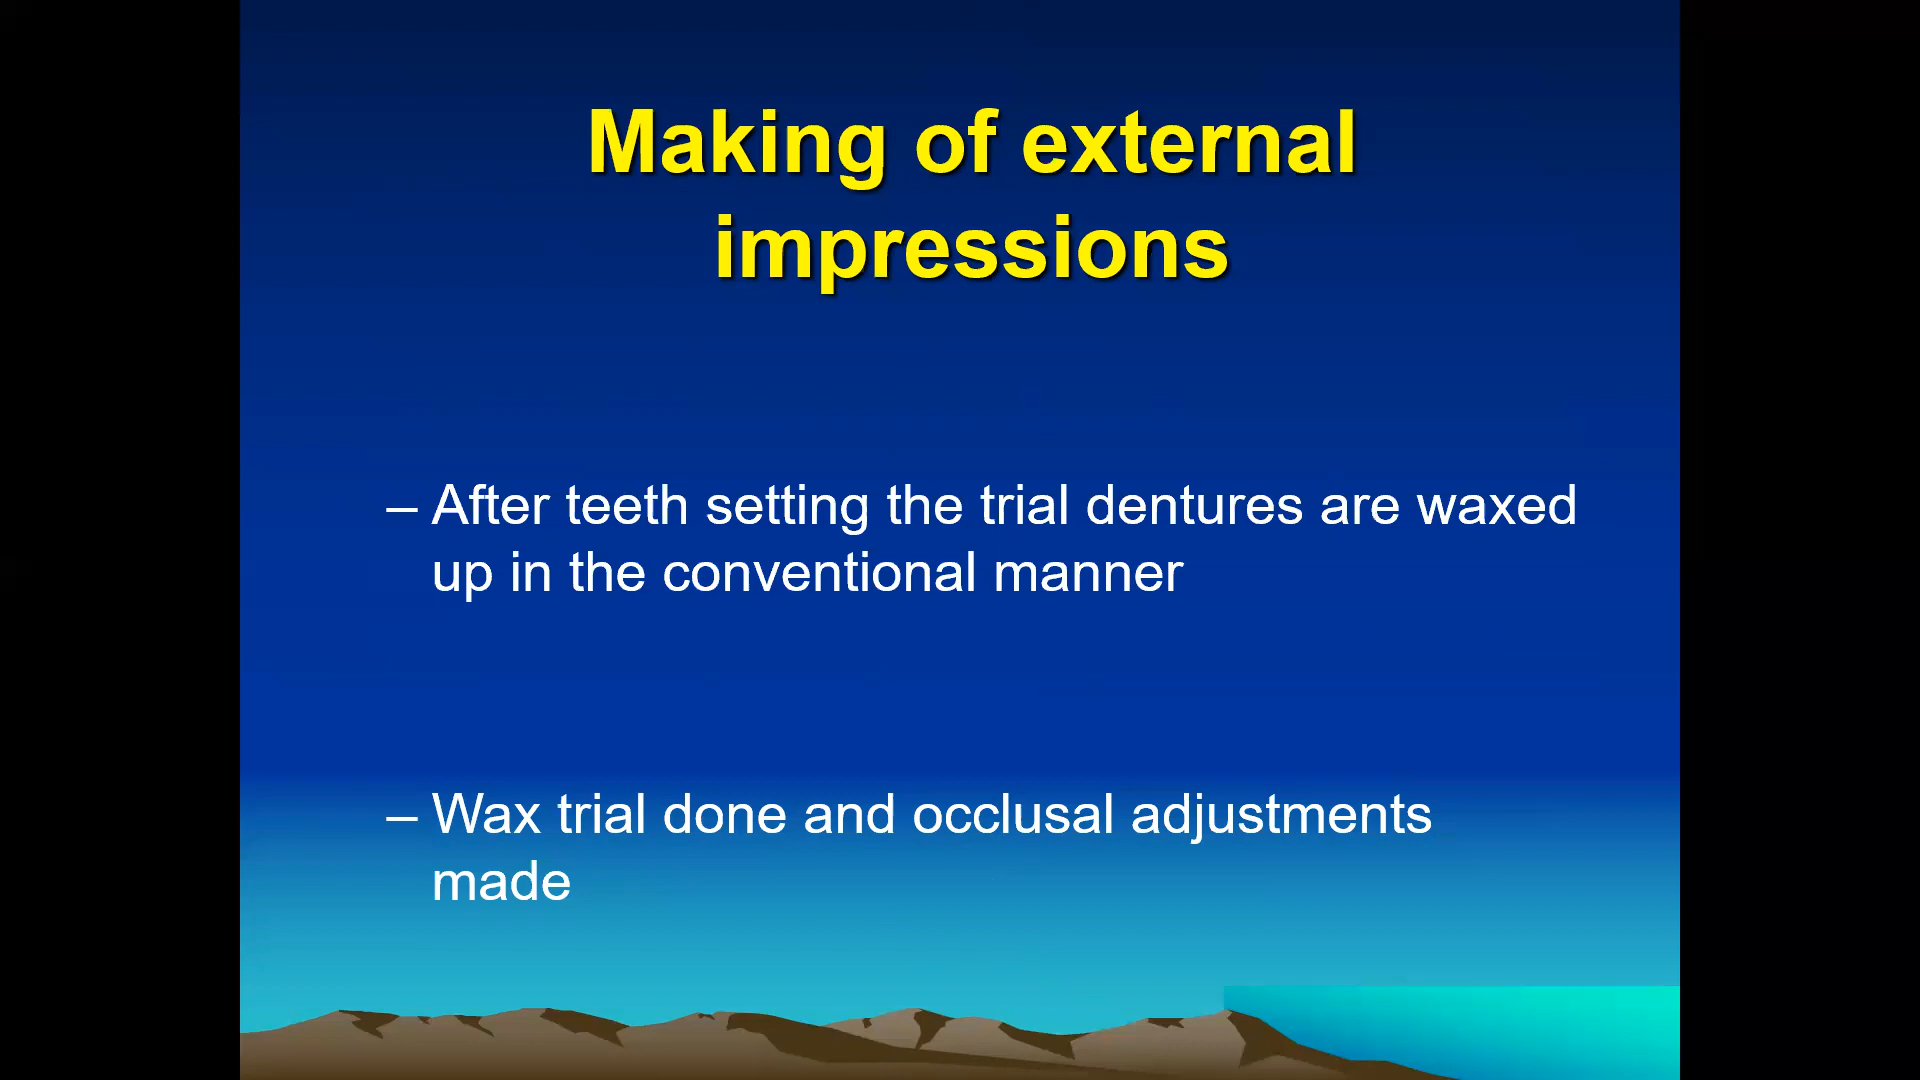 Making of external
impressions
– After teeth setting the trial dentures are waxed
up in the conventional manner
– Wax trial done and occlusal adjustments
made